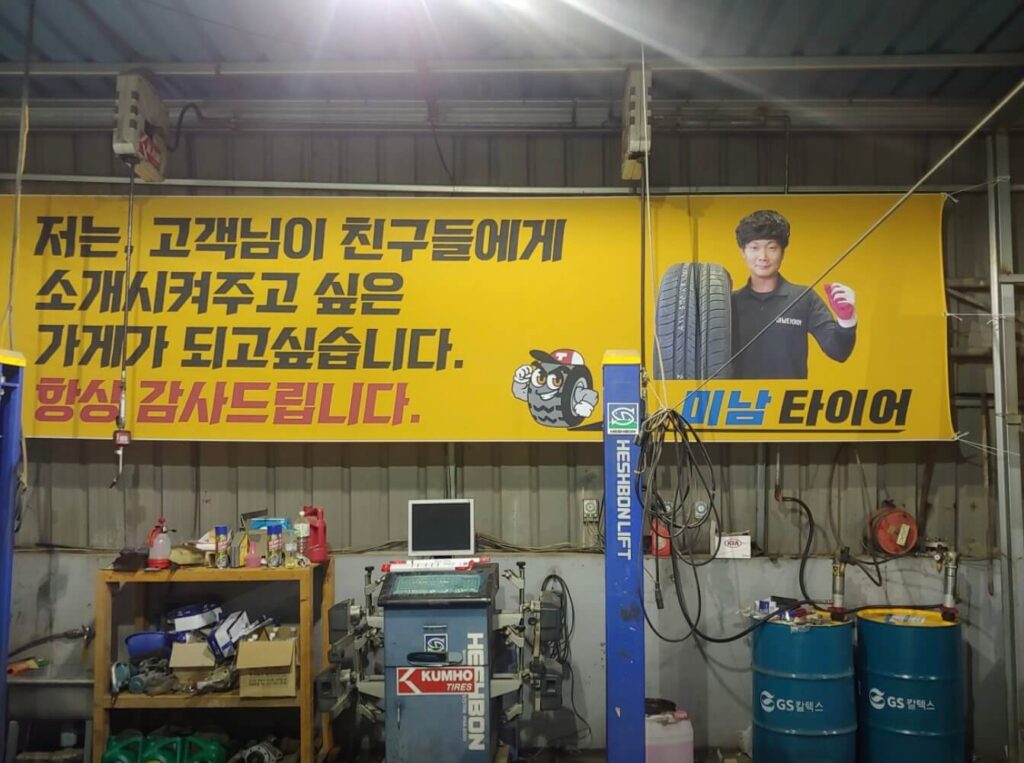 저는, 고객님이 친구들에게
소개시켜주고 싶은
가게가 되고싶습니다.
항상 감사드립니다.
미남 타이어
T
HESHBON
HESHBON LIFT
KIA
KUMHO
TIRES
HESHBON
GS칼텍스
GS칼텍스